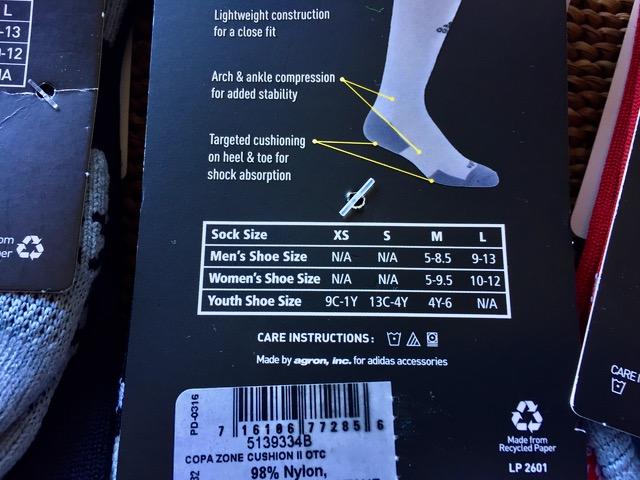 L
-13
0-12
/A
Lightweight construction
for a close fit
Arch & ankle compression
for added stability
Targeted cushioning
on heel & toe for
shock absorption
Sock Size XS S M L
Men's Shoe Size N/A N/A 5-8.5 9-13
Women's Shoe Size N/A N/A 5-9.5 10-12
Youth Shoe Size 9C-1Y 13C-4Y 4Y-6 N/A
CARE INSTRUCTIONS:
Made by agron, inc. for adidas accessories
PD-0316
7 16106 77285 6
5139334B
COPA ZONE CUSHION II OTC
98% Nylon,
Made from
Recycled Paper
LP 2601
om
per
CARE I